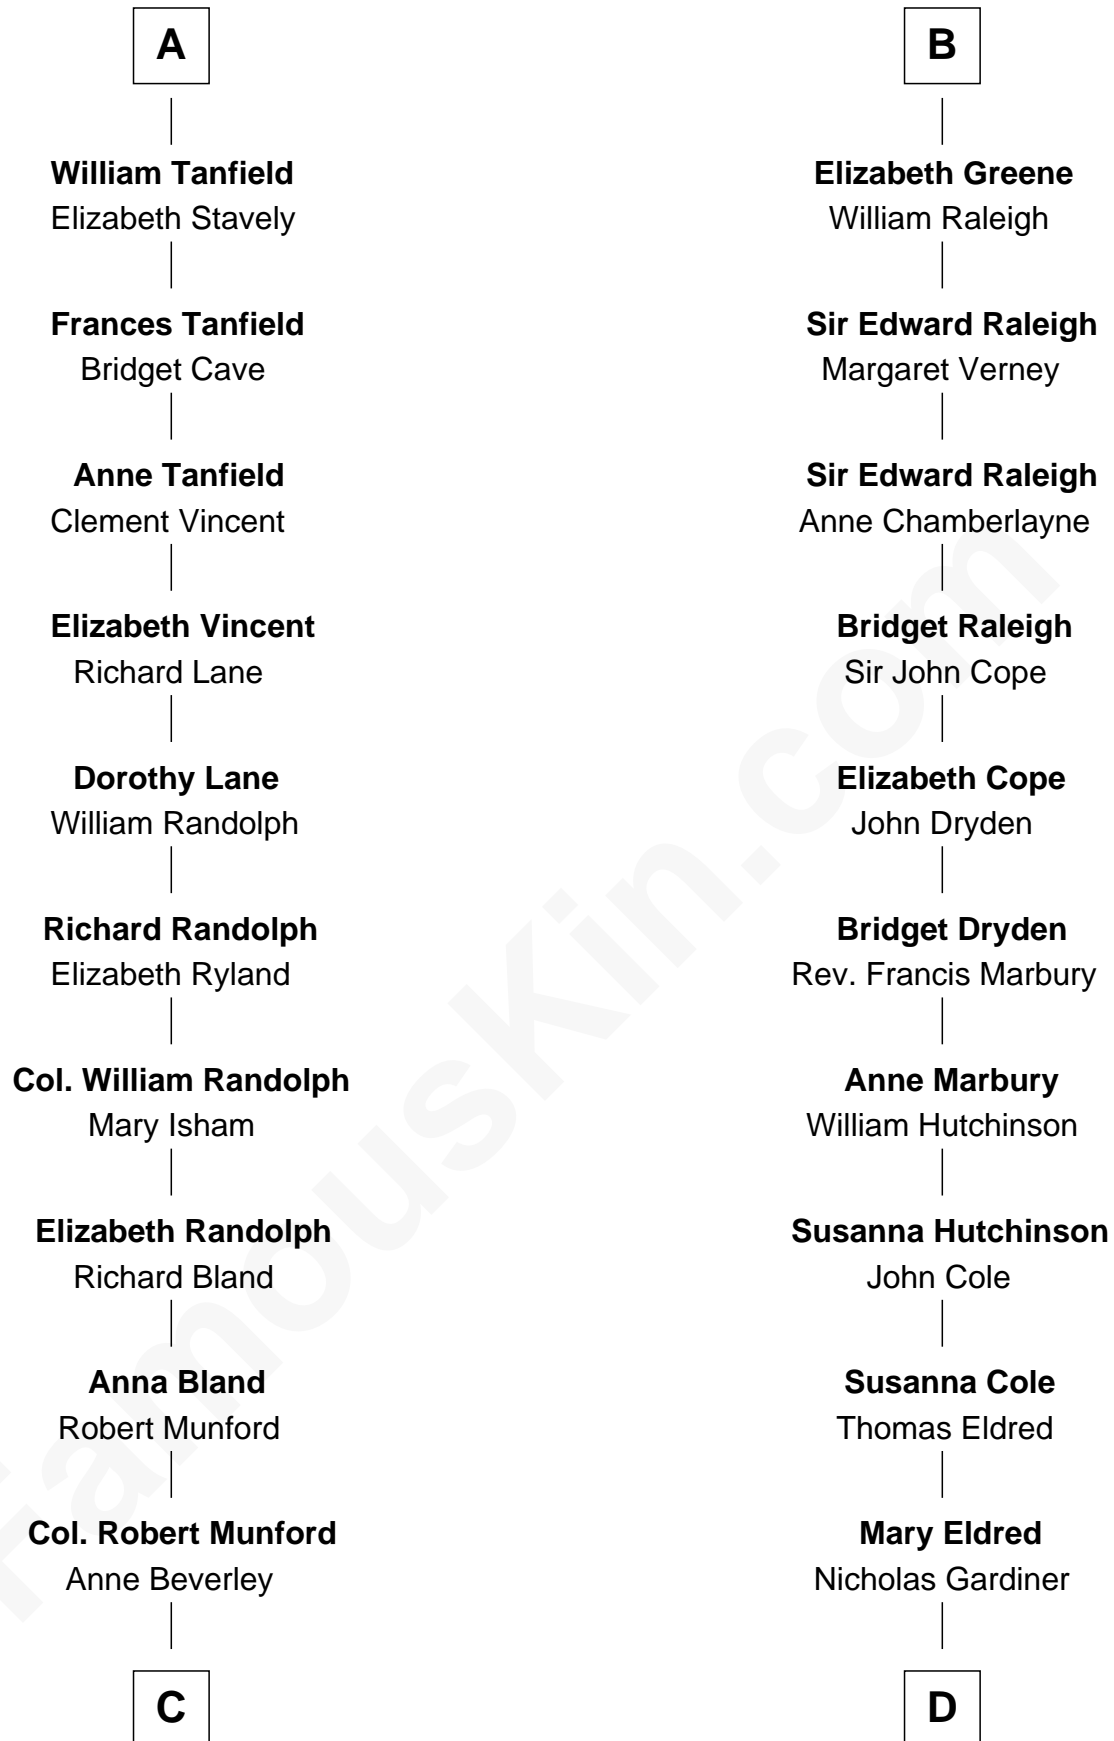 A
William Tanfield
Elizabeth Stavely
Frances Tanfield
Bridget Cave
Anne Tanfield
Clement Vincent
Elizabeth Vincent
Richard Lane
Dorothy Lane
William Randolph
Richard Randolph
Elizabeth Ryland
Col. William Randolph
Mary Isham
Elizabeth Randolph
Richard Bland
Anna Bland
Robert Munford
Col. Robert Munford
Anne Beverley
C
B
Elizabeth Greene
William Raleigh
Sir Edward Raleigh
Margaret Verney
Sir Edward Raleigh
Anne Chamberlayne
Bridget Raleigh
Sir John Cope
Elizabeth Cope
John Dryden
Bridget Dryden
Rev. Francis Marbury
Anne Marbury
William Hutchinson
Susanna Hutchinson
John Cole
Susanna Cole
Thomas Eldred
Mary Eldred
Nicholas Gardiner
D
FamousKin.com